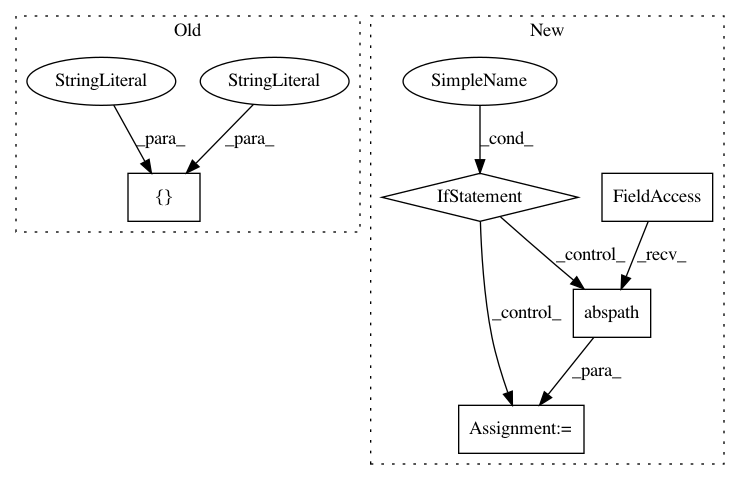 Old
New
StringLiteral
StringLiteral
SimpleName
_para_
_para_
_cond_
{}
IfStatement
FieldAccess
_control_
_recv_
_control_
abspath
_para_
Assignment:=